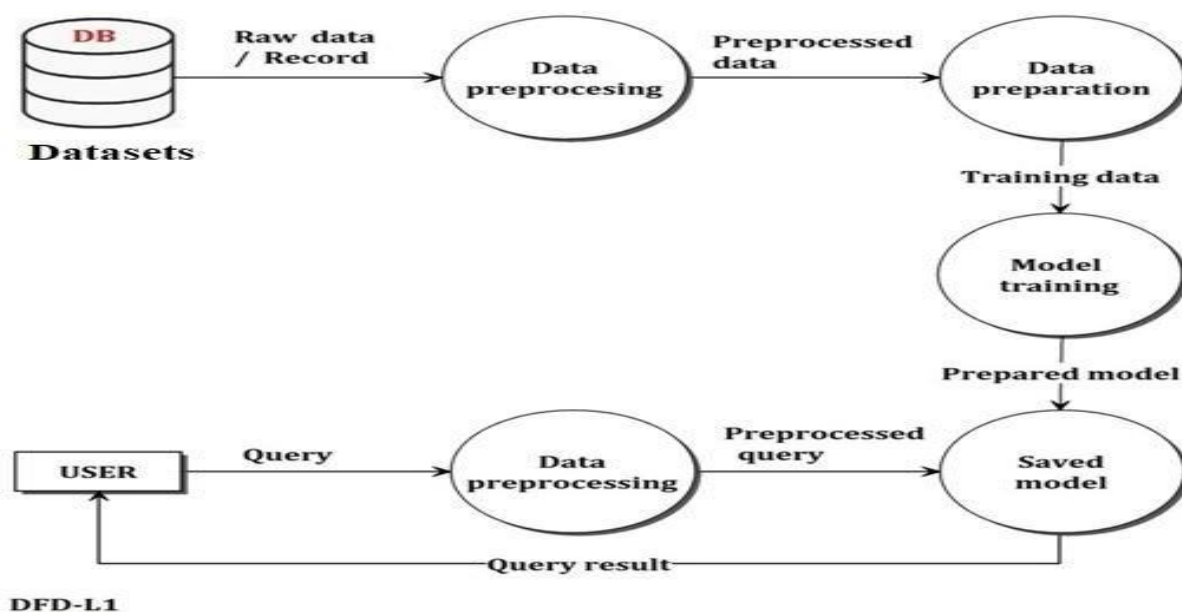 DB
Datasets
Raw data
/ Record
Data
preprocesing
Preprocessed
data
Data
preparation
Training data
Model
training
Prepared model
USER
Query
Data
preprocessing
Preprocessed
query
Saved
model
Query result
DFD-L1